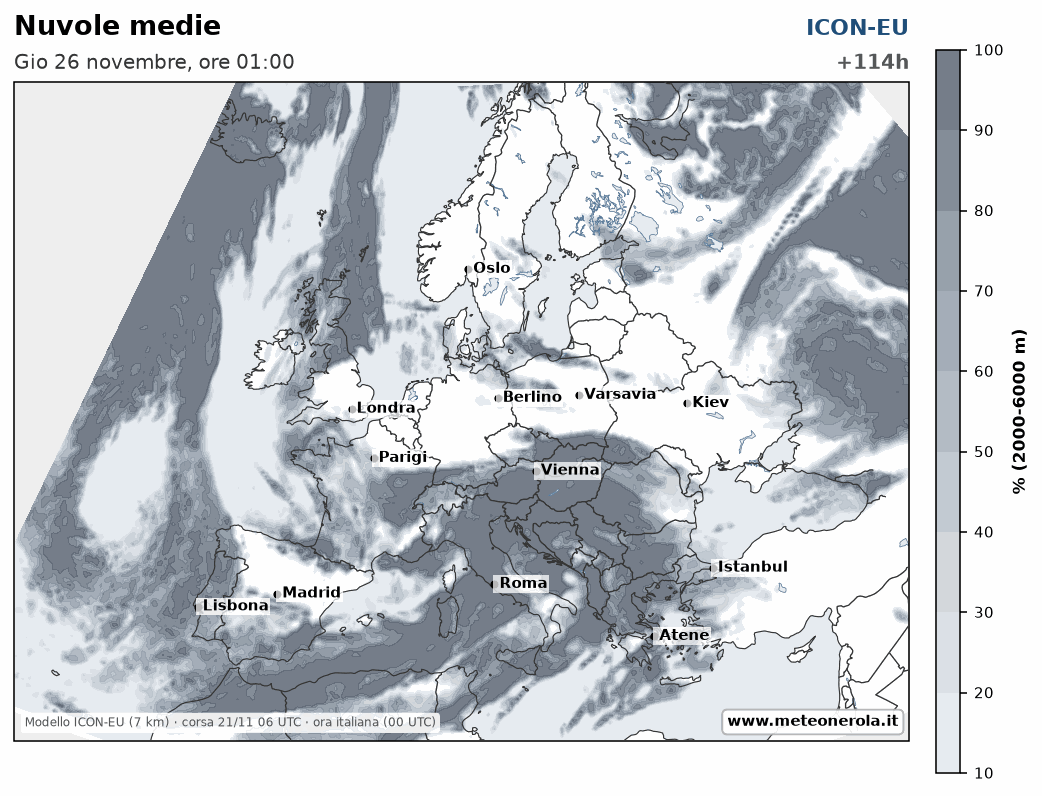 Nuvole medie
ICON-EU
Gio 26 novembre, ore 01:00
+114h
100
90
80
70
60
50
40
30
20
10
% (2000-6000 m)
Oslo
Londra
Berlino
Varsavia
Kiev
Parigi
Vienna
Istanbul
Roma
Madrid
Lisbona
Atene
Modello ICON-EU (7 km) · corsa 21/11 06 UTC · ora italiana (00 UTC)
www.meteonerola.it